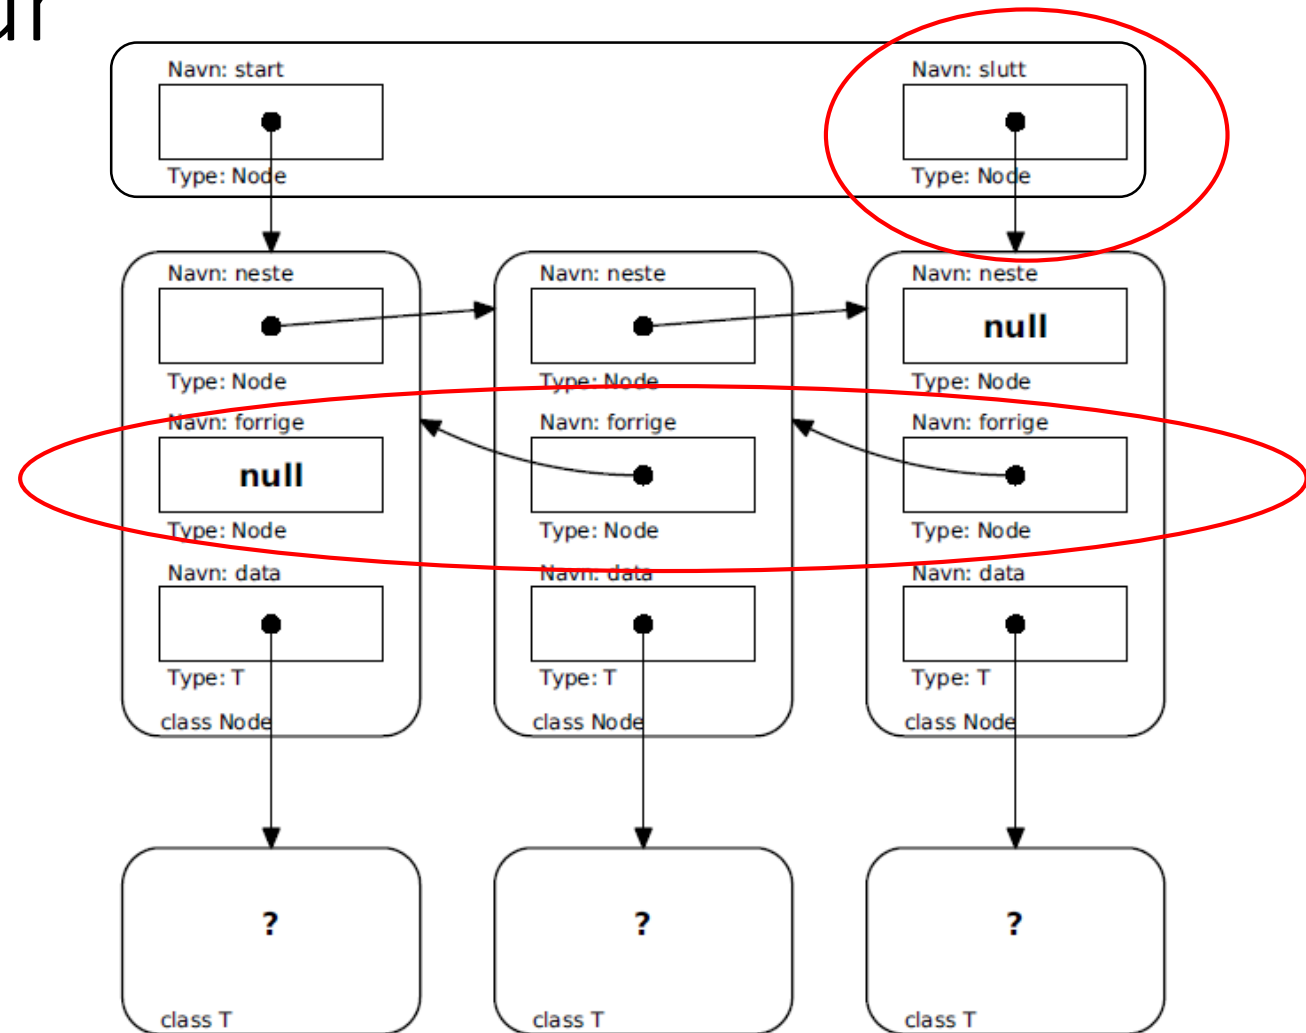 Navn: start
Navn: slutt
Type: Node
Type: Node
Navn: neste
Navn: neste
Navn: neste
null
Type: Node
Type: Node
Type: Node
Navn: forrige
Navn: forrige
Navn: forrige
null
Type: Node
Type: Node
Type: Node
Navn: data
Navn: data
Navn: data
Type: T
Type: T
Type: T
class Node
class Node
class Node
?
?
?
class T
class T
class T